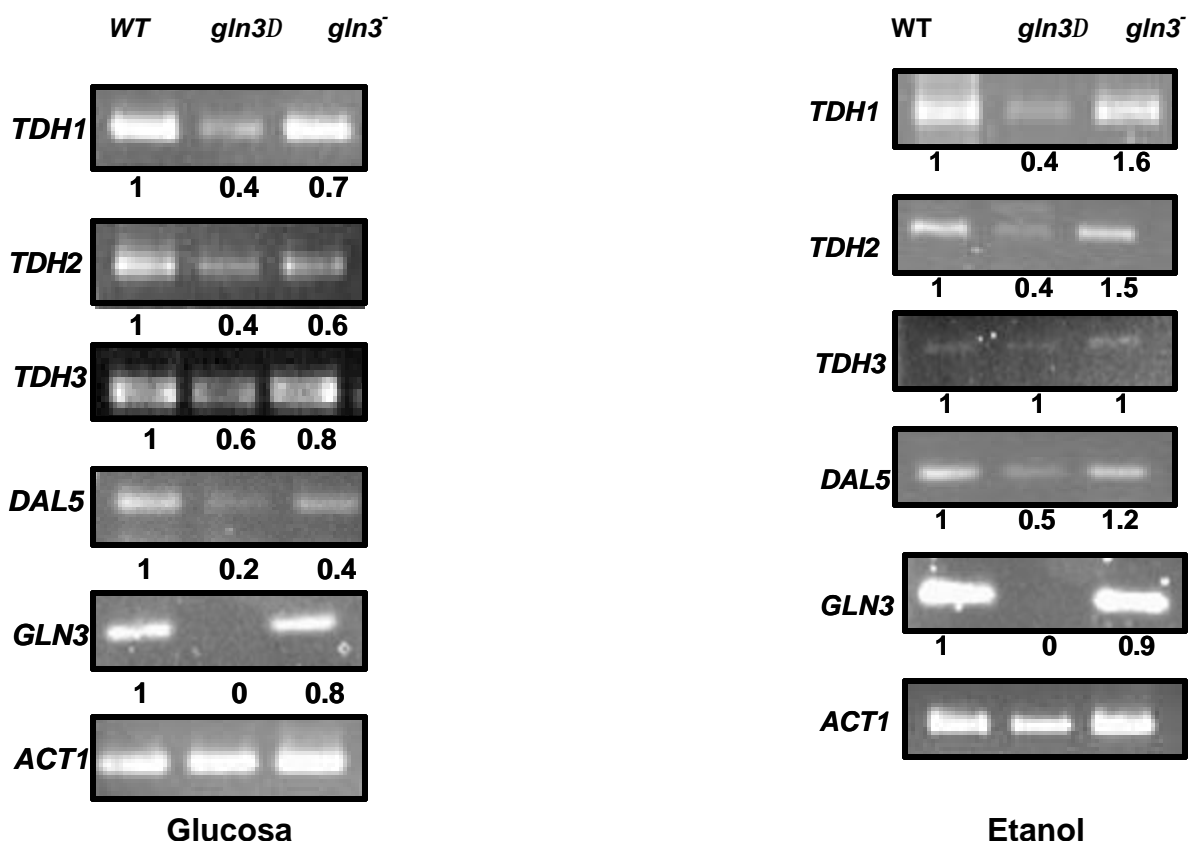 WT gln3D gln3-
TDH1
1 0.4 0.7
TDH2
1 0.4 0.6
TDH3
1 0.6 0.8
DAL5
1 0.2 0.4
GLN3
1 0 0.8
ACT1
Glucosa
WT gln3D gln3-
TDH1
1 0.4 1.6
TDH2
1 0.4 1.5
TDH3
1 1 1
DAL5
1 0.5 1.2
GLN3
1 0 0.9
ACT1
Etanol